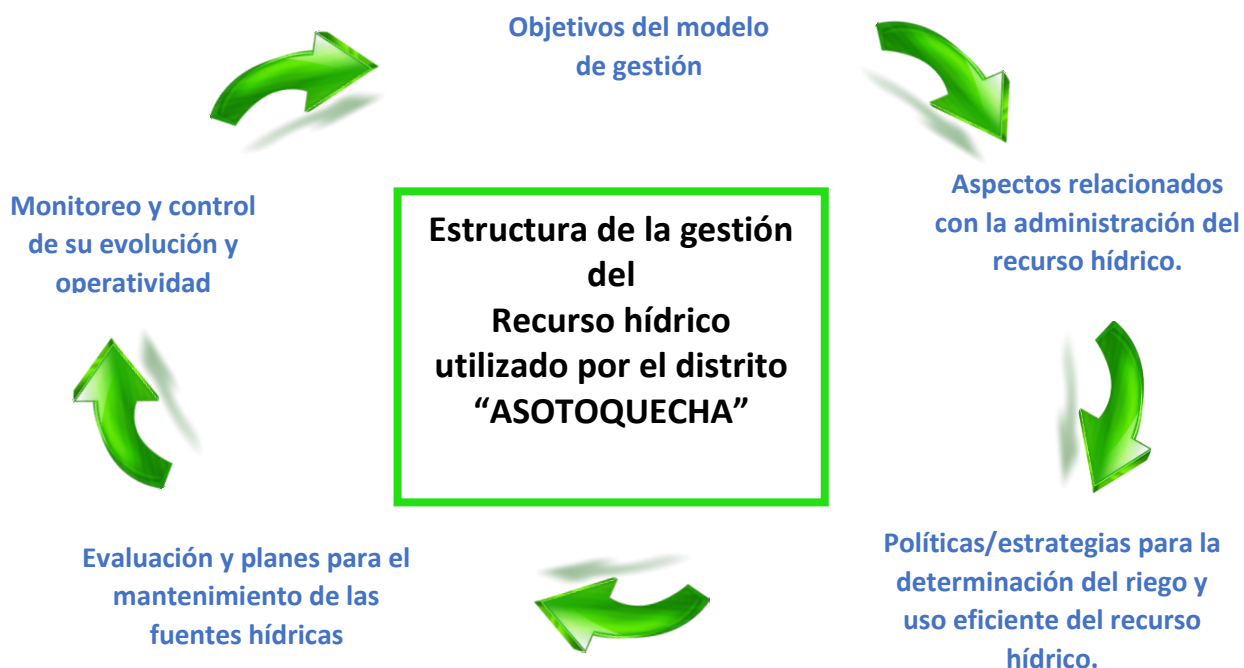 Objetivos del modelo
de gestión
Aspectos relacionados
con la administración del
recurso hídrico.
Políticas/estrategias para la
determinación del riego y
uso eficiente del recurso
hídrico.
Evaluación y planes para el
mantenimiento de las
fuentes hídricas
Monitoreo y control
de su evolución y
operatividad
Estructura de la gestión
del
Recurso hídrico
utilizado por el distrito
“ASOTOQUECHA”